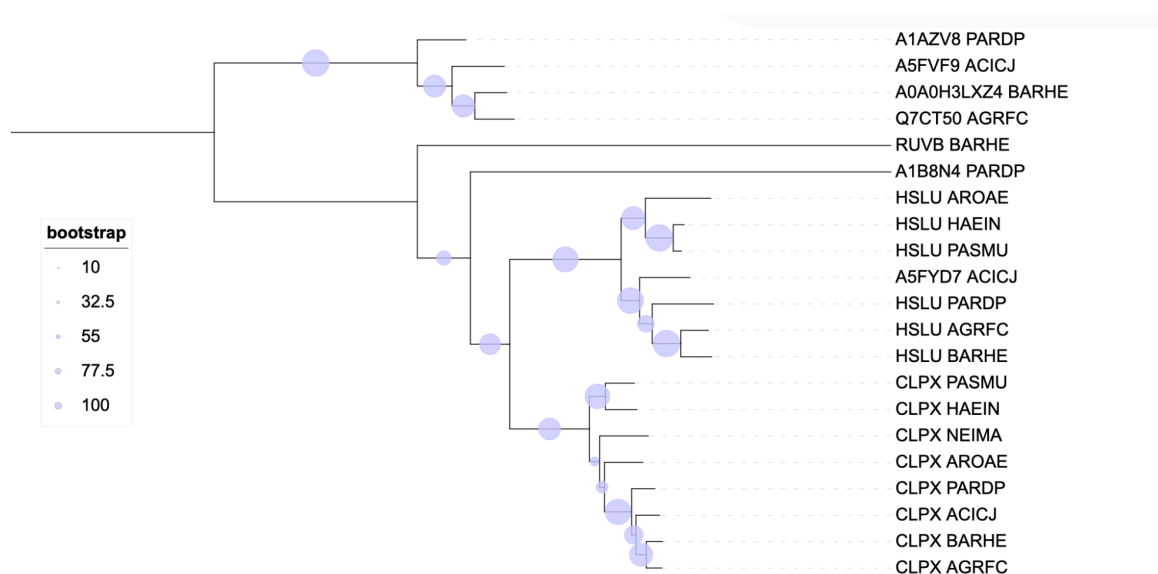 A1AZV8 PARDP
A5FVF9 ACICJ
A0A0H3LXZ4 BARHE
Q7CT50 AGRFC
RUVB BARHE
A1B8N4 PARDP
HSLU AROAE
HSLU HAEIN
HSLU PASMU
A5FYD7 ACICJ
HSLU PARDP
HSLU AGRFC
HSLU BARHE
CLPX PASMU
CLPX HAEIN
CLPX NEIMA
CLPX AROAE
CLPX PARDP
CLPX ACICJ
CLPX BARHE
CLPX AGRFC
bootstrap
10
32.5
55
77.5
100